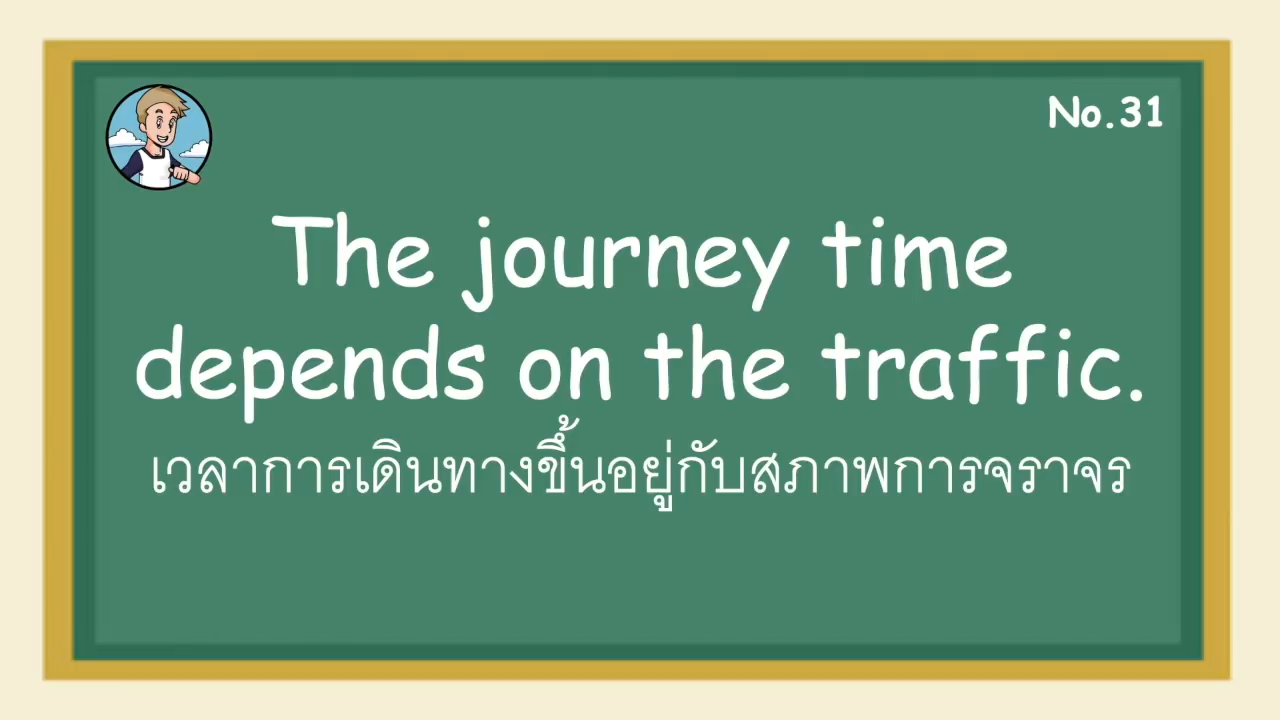 No.31
The journey time
depends on the traffic.
เวลาการเดินทางขึ้นอยู่กับสภาพการจราจร